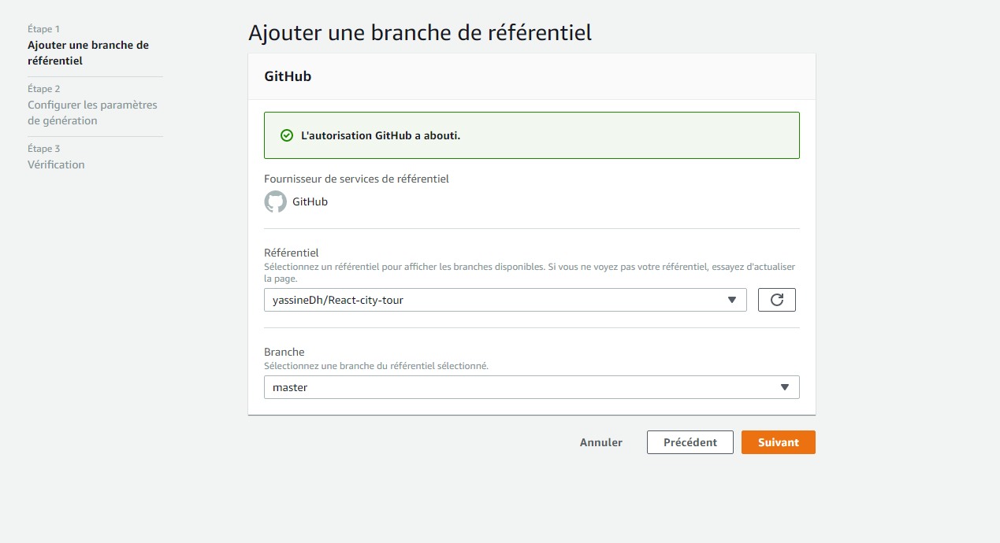 Étape 1
Ajouter une branche de
référentiel
Étape 2
Configurer les paramètres
de génération
Étape 3
Vérification
Ajouter une branche de référentiel
GitHub
L'autorisation GitHub a abouti.
Fournisseur de services de référentiel
GitHub
Référentiel
Sélectionnez un référentiel pour afficher les branches disponibles. Si vous ne voyez pas votre référentiel, essayez d'actualiser
la page.
yassineDh/React-city-tour
Branche
Sélectionnez une branche du référentiel sélectionné.
master
Annuler
Précédent
Suivant